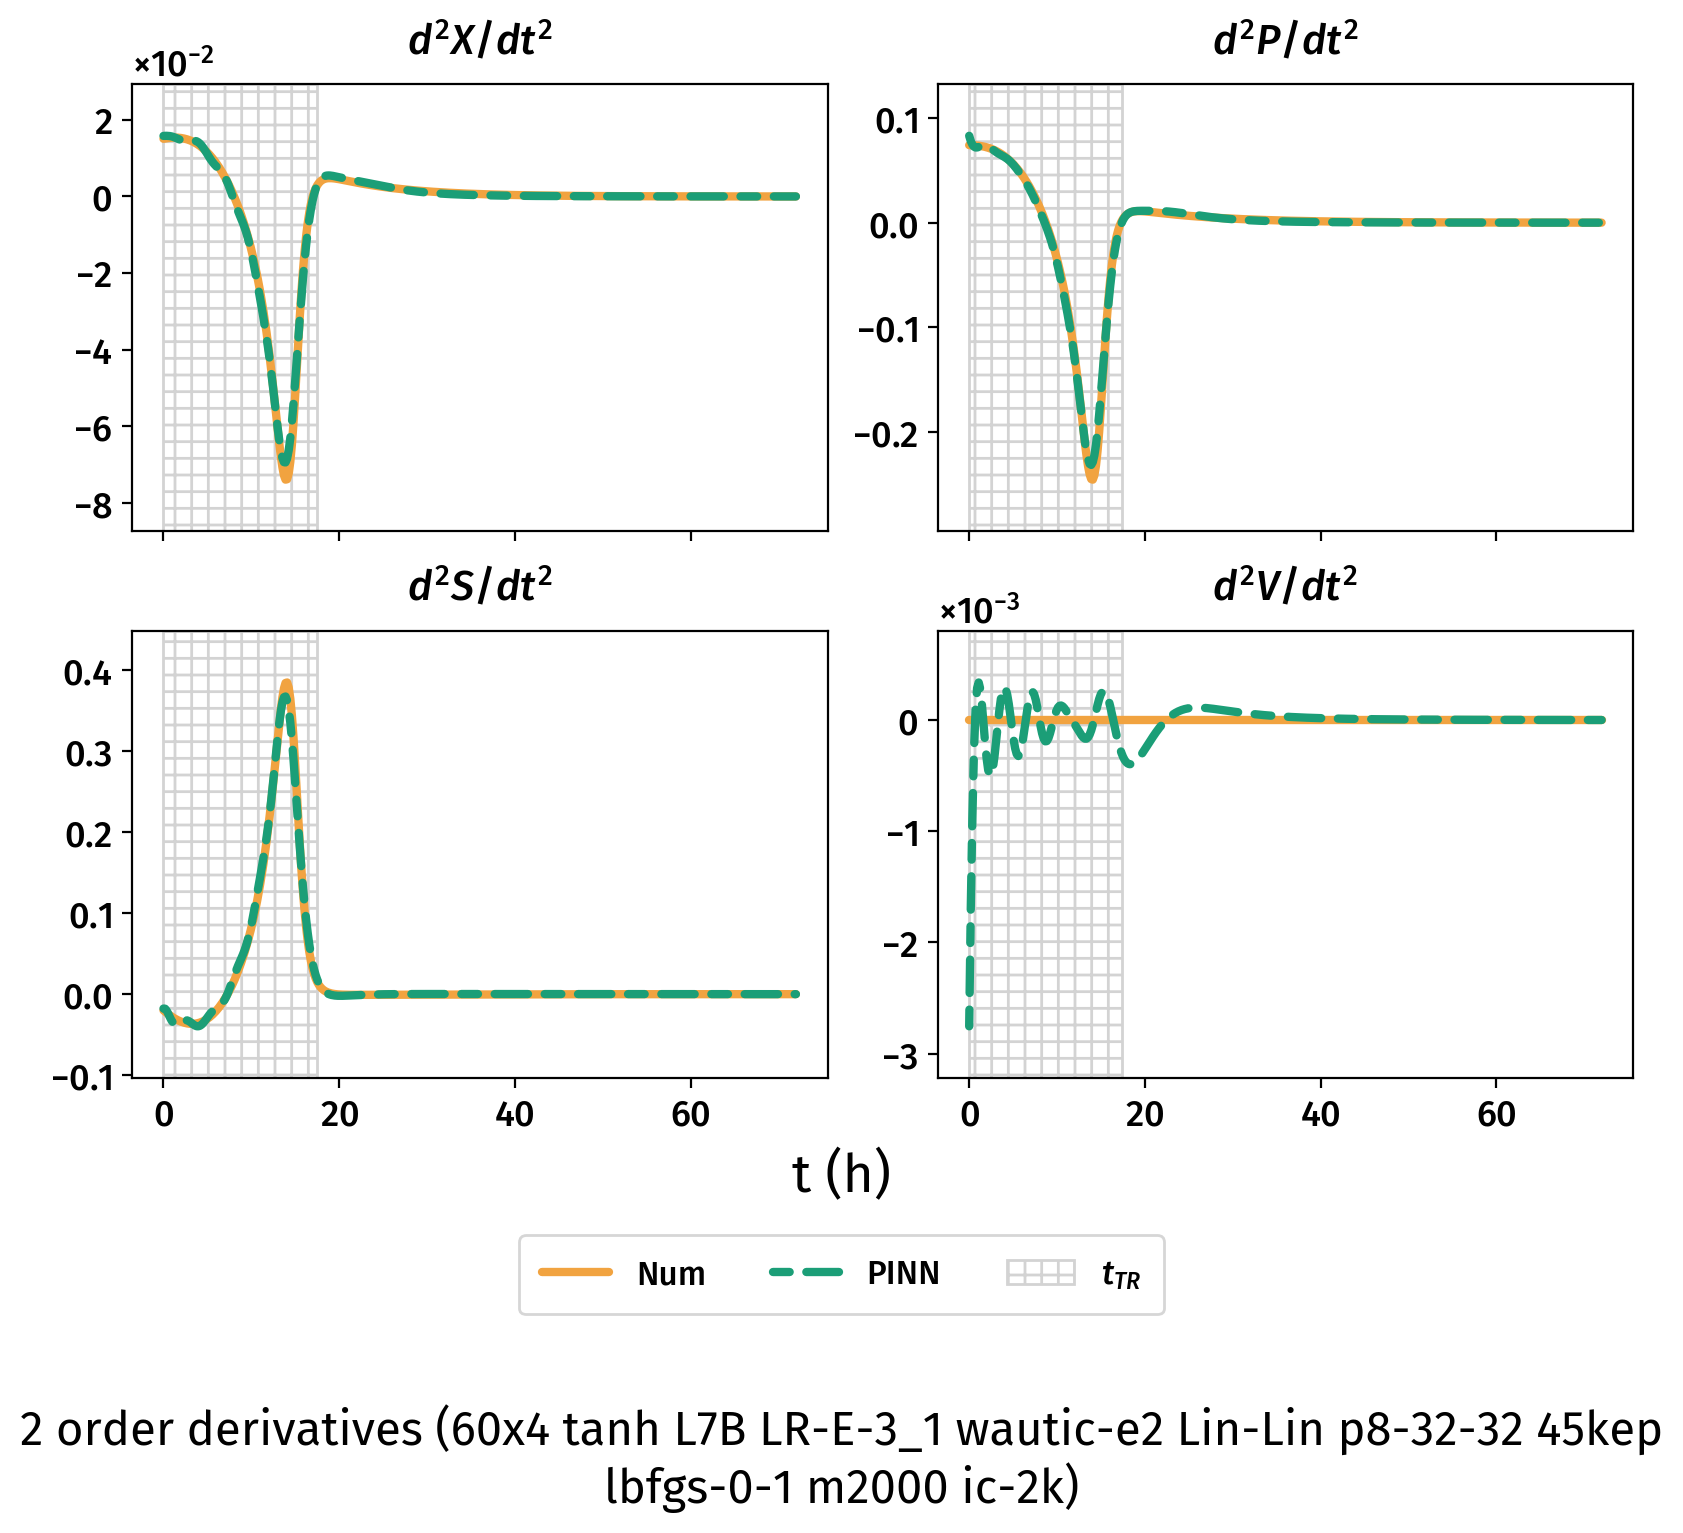 d²X/dt²
d²P/dt²
×10⁻²
2
0
−2
−4
−6
−8
0.1
0.0
−0.1
−0.2
d²S/dt²
d²V/dt²
×10⁻³
0.4
0.3
0.2
0.1
0.0
−0.1
0
−1
−2
−3
0 20 40 60
0 20 40 60
t (h)
Num PINN t_TR
2 order derivatives (60x4 tanh L7B LR-E-3_1 wautic-e2 Lin-Lin p8-32-32 45kep
lbfgs-0-1 m2000 ic-2k)